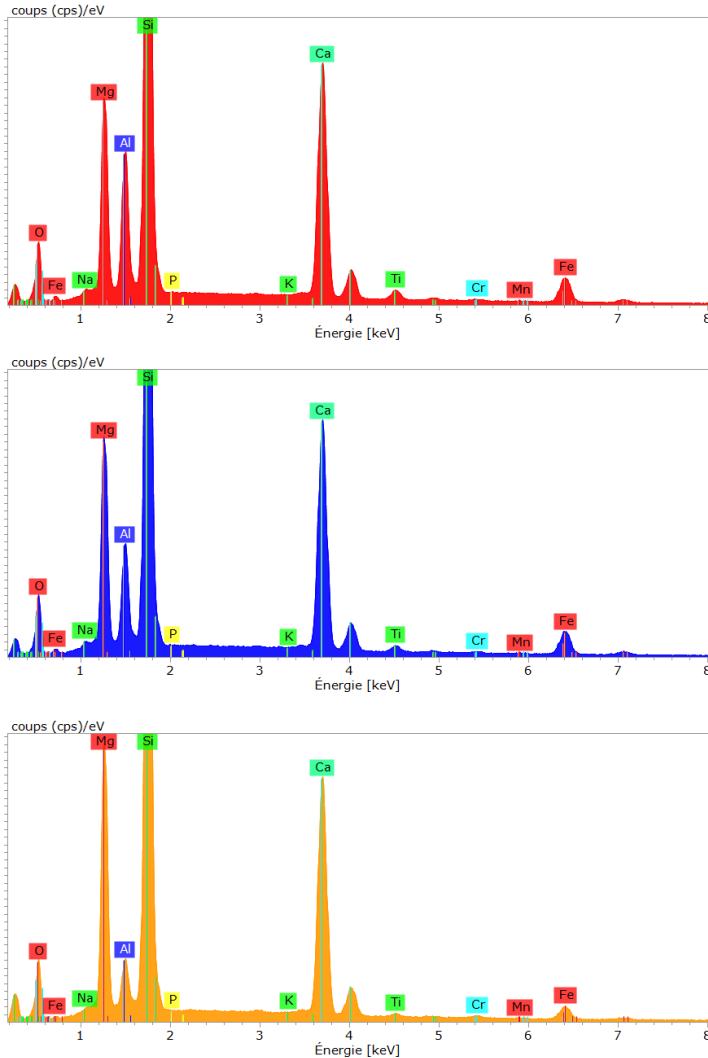 coups (cps)/eV
Si
Ca
Mg
Al
O
Na P K Ti Fe
Fe Cr Mn
1 2 3 4 5 6 7 8
Énergie [keV]
coups (cps)/eV
Si
Ca
Mg
Al
O
Na P K Ti Fe
Fe Cr Mn
1 2 3 4 5 6 7 8
Énergie [keV]
coups (cps)/eV
Mg Si
Ca
O Al
Na P K Ti Fe
Fe Cr Mn
1 2 3 4 5 6 7 8
Énergie [keV]